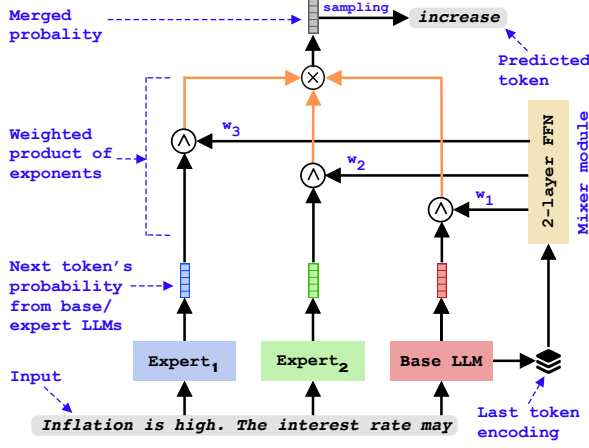 Merged
probality
sampling
increase
Predicted
token
Weighted
product of
exponents
w3
w2
w1
2-layer FFN
Mixer module
Next token's
probability
from base/
expert LLMs
Expert1
Expert2
Base LLM
Input
Inflation is high. The interest rate may
Last token
encoding